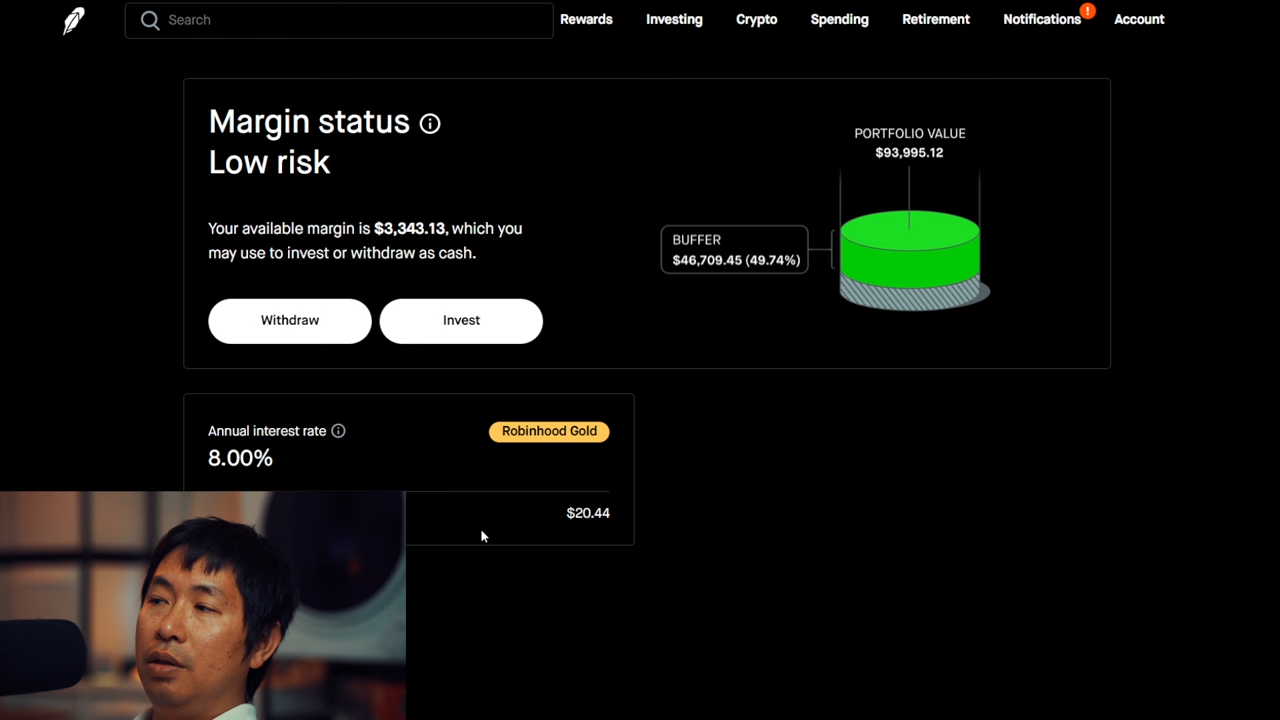 Search
Rewards
Investing
Crypto
Spending
Retirement
Notifications
!
Account
Margin status
Low risk
Your available margin is $3,343.13, which you
may use to invest or withdraw as cash.
Withdraw
Invest
PORTFOLIO VALUE
$93,995.12
BUFFER
$46,709.45 (49.74%)
Annual interest rate
Robinhood Gold
8.00%
$20.44